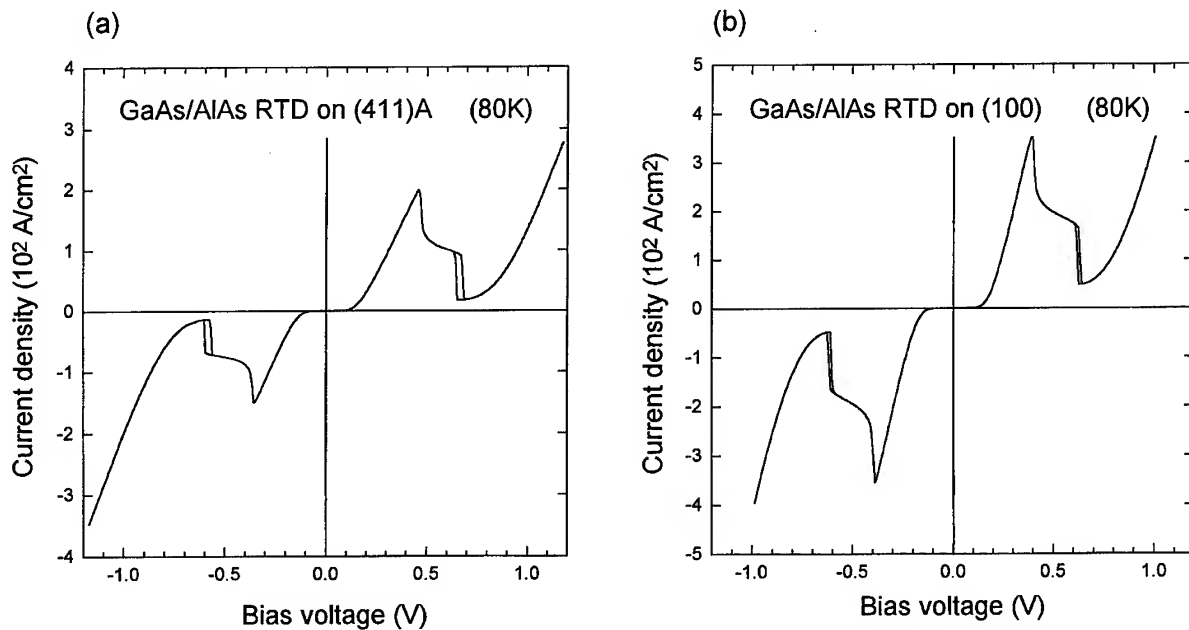 (a)
GaAs/AlAs RTD on (411)A (80K)
Current density (10² A/cm²)
4
3
2
1
0
-1
-2
-3
-4
-1.0 -0.5 0.0 0.5 1.0
Bias voltage (V)
(b)
GaAs/AlAs RTD on (100) (80K)
Current density (10² A/cm²)
5
4
3
2
1
0
-1
-2
-3
-4
-5
-1.0 -0.5 0.0 0.5 1.0
Bias voltage (V)